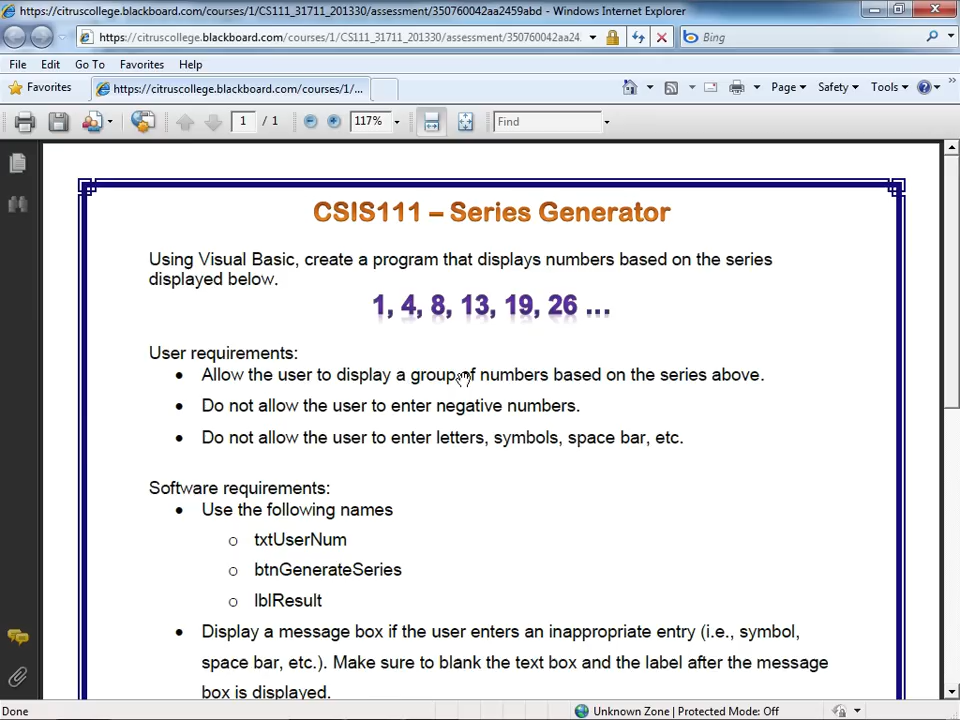 https://citruscollege.blackboard.com/courses/1/CS111_31711_201330/assessment/350760042aa2459abd - Windows Internet Explorer
https://citruscollege.blackboard.com/courses/1/CS111_31711_201330/assessment/350760042aa24. Bing
File Edit Go To Favorites Help
Favorites https://citruscollege.blackboard.com/courses/1/... Page Safety Tools
1 / 1 117% Find
CSIS111 – Series Generator
Using Visual Basic, create a program that displays numbers based on the series
displayed below.
1, 4, 8, 13, 19, 26 ...
User requirements:
• Allow the user to display a group of numbers based on the series above.
• Do not allow the user to enter negative numbers.
• Do not allow the user to enter letters, symbols, space bar, etc.
Software requirements:
• Use the following names
o txtUserNum
o btnGenerateSeries
o lblResult
• Display a message box if the user enters an inappropriate entry (i.e., symbol,
space bar, etc.). Make sure to blank the text box and the label after the message
box is displayed.
Done Unknown Zone | Protected Mode: Off